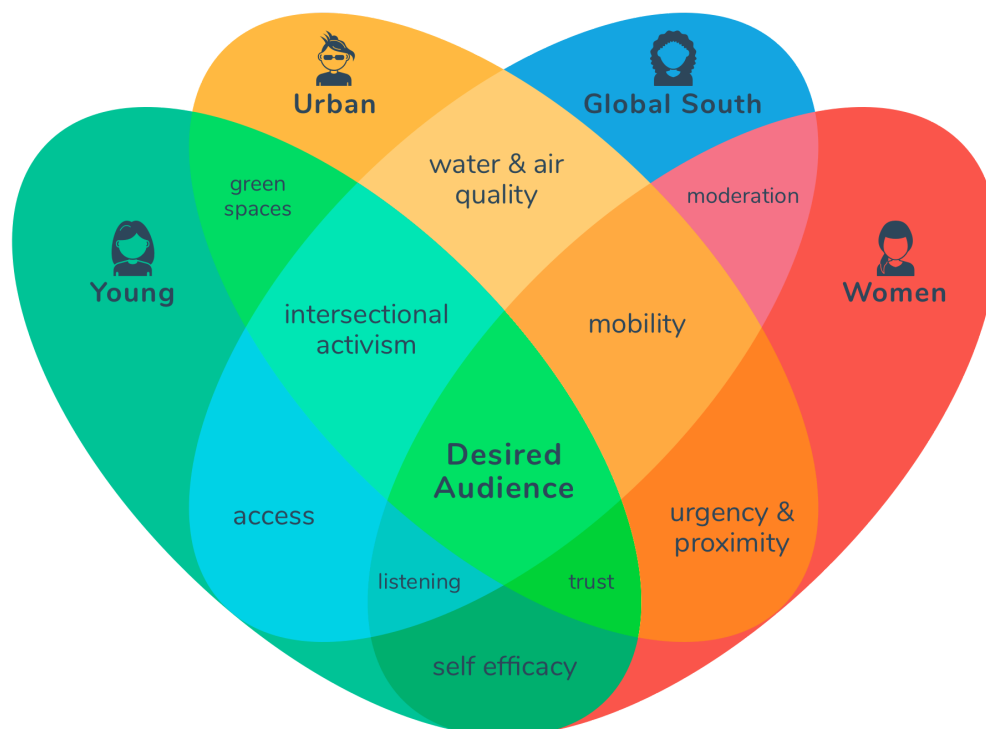 Urban
Global South
water & air
quality
green
spaces
moderation
Young
Women
intersectional
activism
mobility
Desired
Audience
access
urgency &
proximity
listening
trust
self efficacy